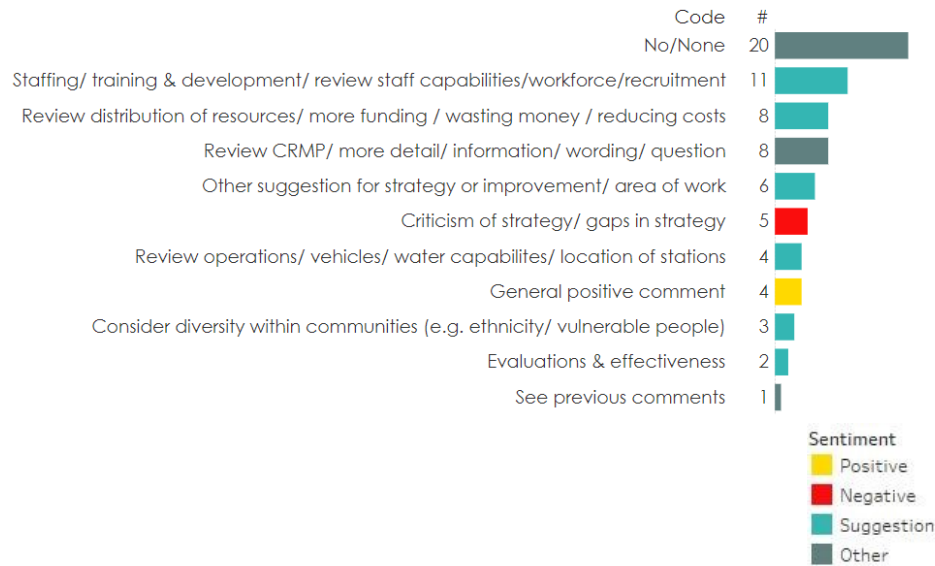 Code #
No/None 20
Staffing/ training & development/ review staff capabilities/workforce/recruitment 11
Review distribution of resources/ more funding / wasting money / reducing costs 8
Review CRMP/ more detail/ information/ wording/ question 8
Other suggestion for strategy or improvement/ area of work 6
Criticism of strategy/ gaps in strategy 5
Review operations/ vehicles/ water capabilites/ location of stations 4
General positive comment 4
Consider diversity within communities (e.g. ethnicity/ vulnerable people) 3
Evaluations & effectiveness 2
See previous comments 1
Sentiment
Positive
Negative
Suggestion
Other